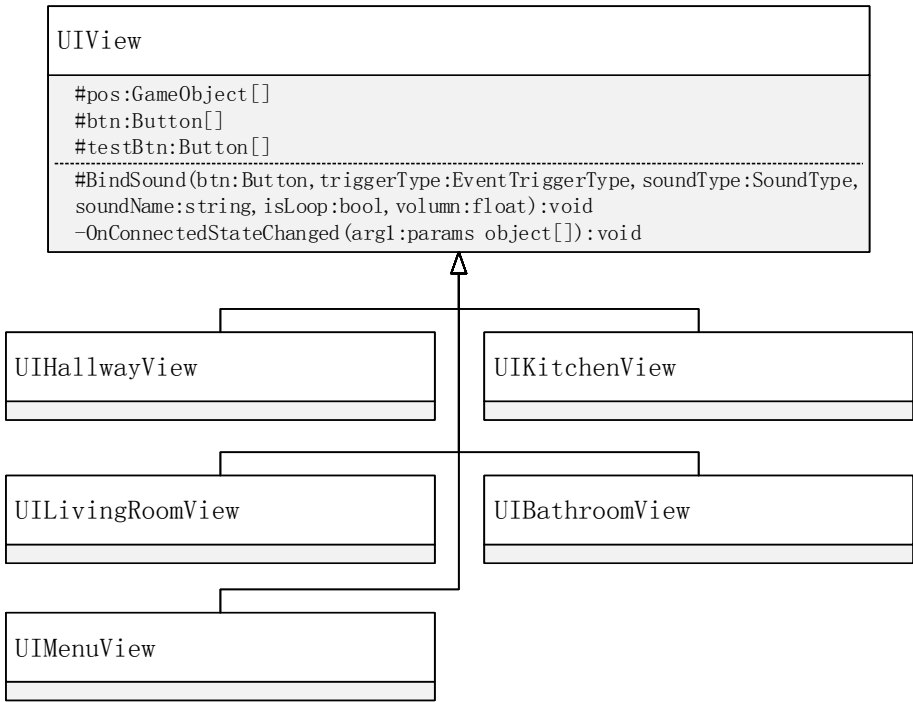 UIView
#pos:GameObject[]
#btn:Button[]
#testBtn:Button[]
#BindSound(btn:Button,triggerType:EventTriggerType,soundType:SoundType,
soundName:string,isLoop:bool,volumn:float):void
-OnConnectedStateChanged(arg1:params object[]):void
UIHallwayView
UIKitchenView
UILivingRoomView
UIBathroomView
UIMenuView